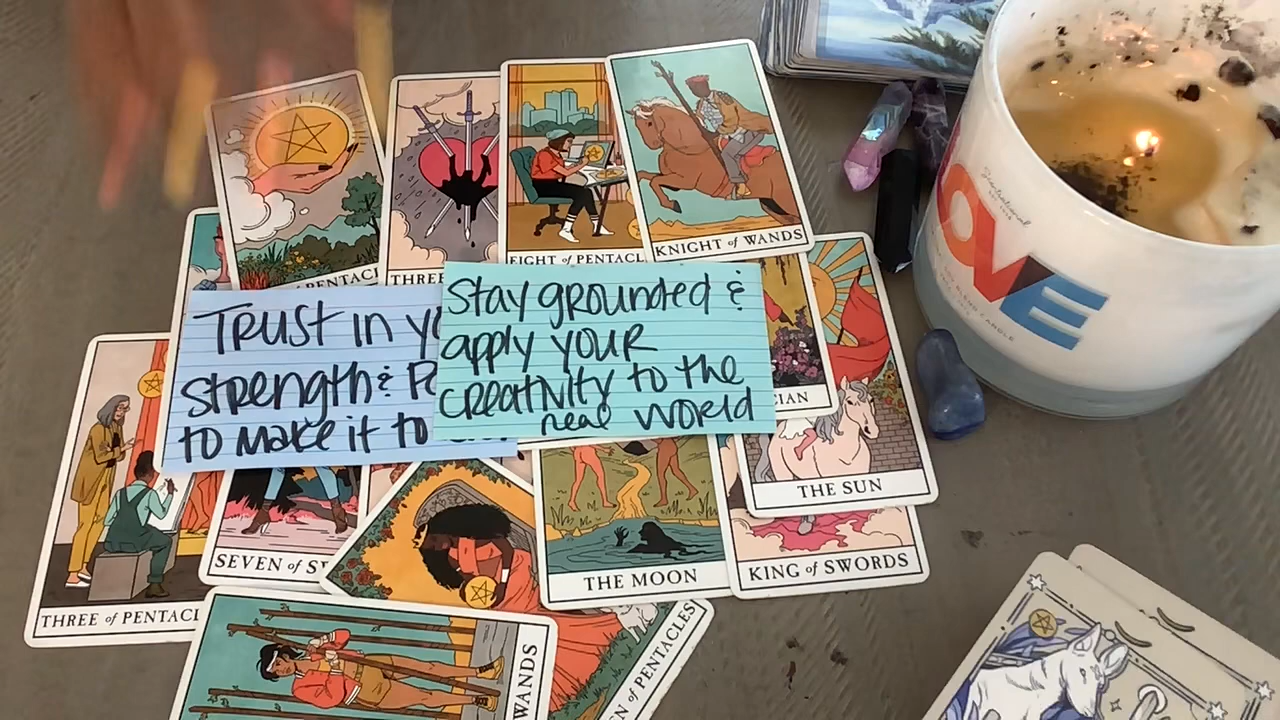 PENTACL
THREE
EIGHT of PENTACL
KNIGHT of WANDS
TRUST in
strength &
to make it to
Stay grounded &
apply YOUR
creativity to the
real world
CIAN
THE SUN
LOVE
THREE of PENTACL
SEVEN of
THE MOON
KING of SWORDS
WANDS
EN of PENTACLES